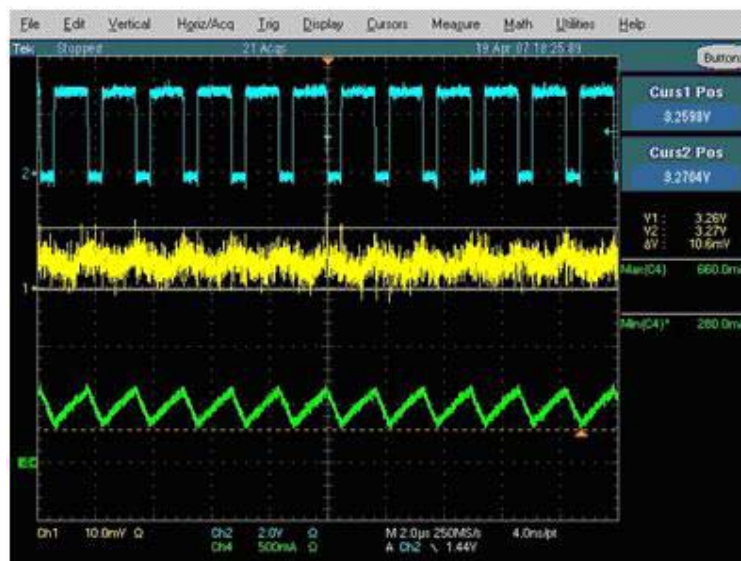 File Edit Vertical Horiz/Acq Trig Display Cursors Measure Math Utilities Help
Tek Stopped 21 Acqs 19 Apr 07 18:25:89
Buttons
Curs1 Pos
3.2598V
Curs2 Pos
3.2704V
V1 : 3.26V
V2 : 3.27V
ΔV : 10.6mV
Max(C4) 660.0m
Min(C4)* 280.0m
2
1
Ch1 10.0mV Ω Ch2 2.0V Ω M 2.0µs 250MS/s 4.0ns/pt
Ch4 500mA Ω A Ch2 \ 1.44V